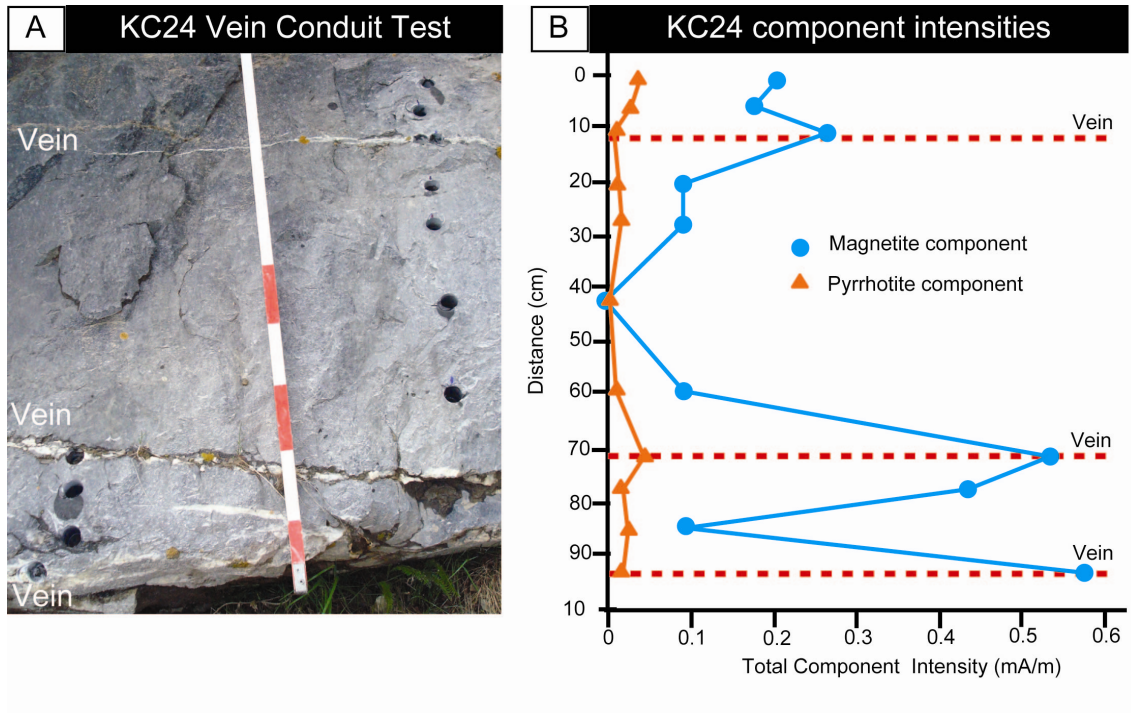 A
KC24 Vein Conduit Test
Vein
Vein
Vein
B
KC24 component intensities
Distance (cm)
0
10
20
30
40
50
60
70
80
90
10
Vein
Vein
Vein
Magnetite component
Pyrrhotite component
0 0.1 0.2 0.3 0.4 0.5 0.6
Total Component Intensity (mA/m)